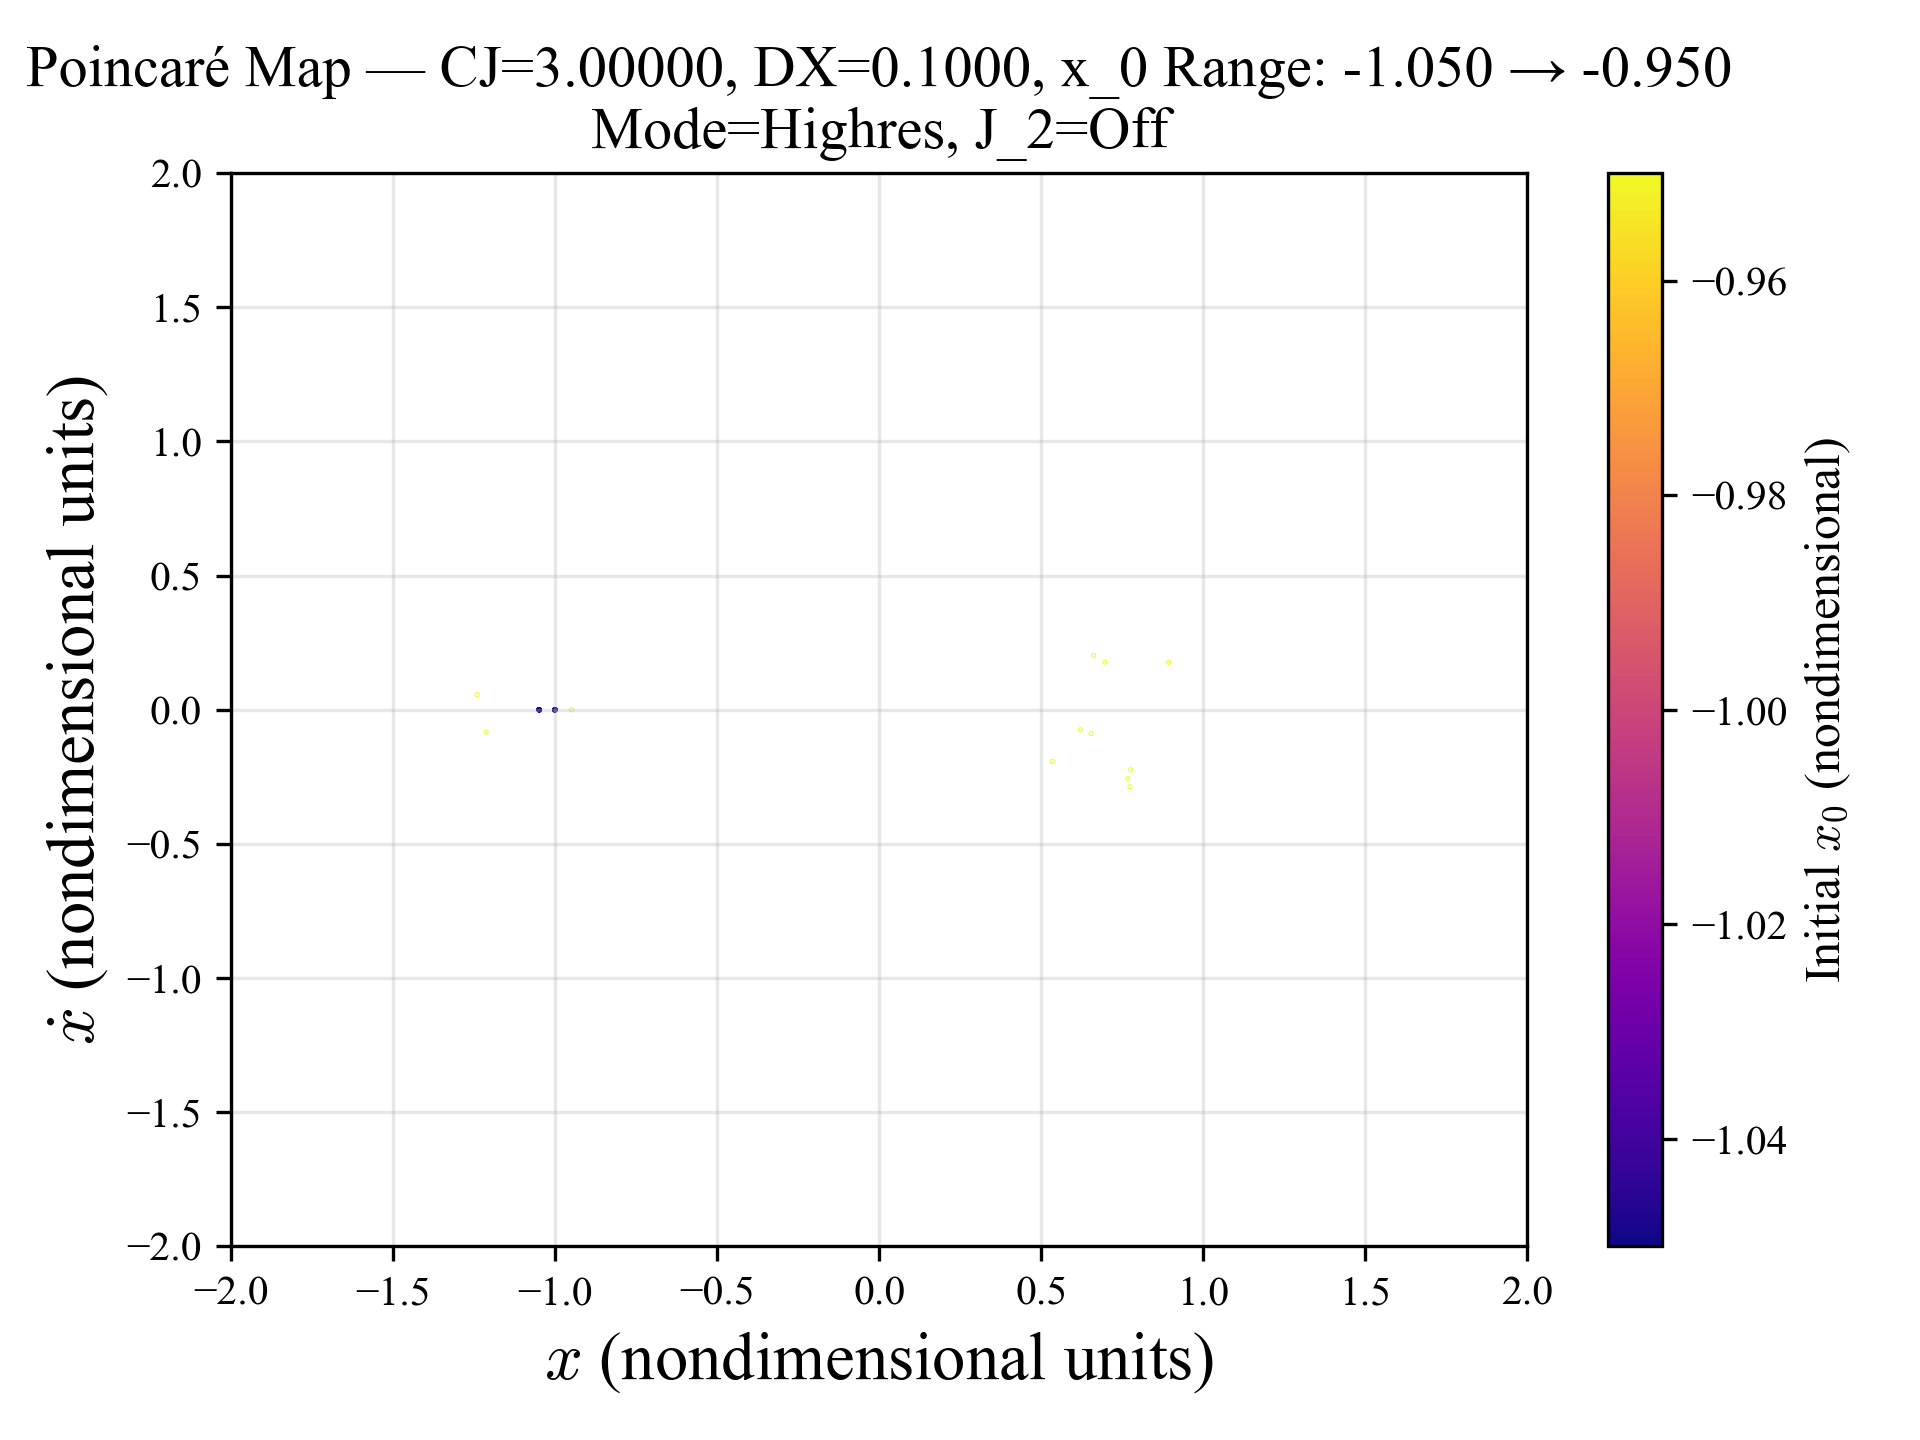 Poincaré Map — CJ=3.00000, DX=0.1000, x_0 Range: -1.050 → -0.950
Mode=Highres, J_2=Off
2.0
1.5
1.0
0.5
0.0
−0.5
−1.0
−1.5
−2.0
ẋ (nondimensional units)
−2.0 −1.5 −1.0 −0.5 0.0 0.5 1.0 1.5 2.0
x (nondimensional units)
−0.96
−0.98
−1.00
−1.02
−1.04
Initial x₀ (nondimensional)